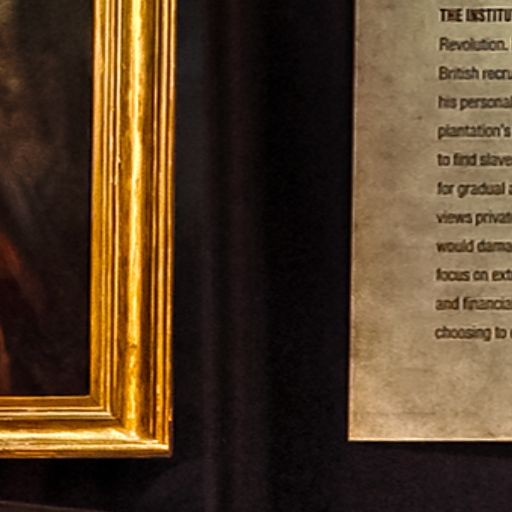 THE INSTITU
Revolution.
British recru
his personal
plantation's
to find slave
for gradual a
views privat
would dama
focus on ext
and financia
choosing to